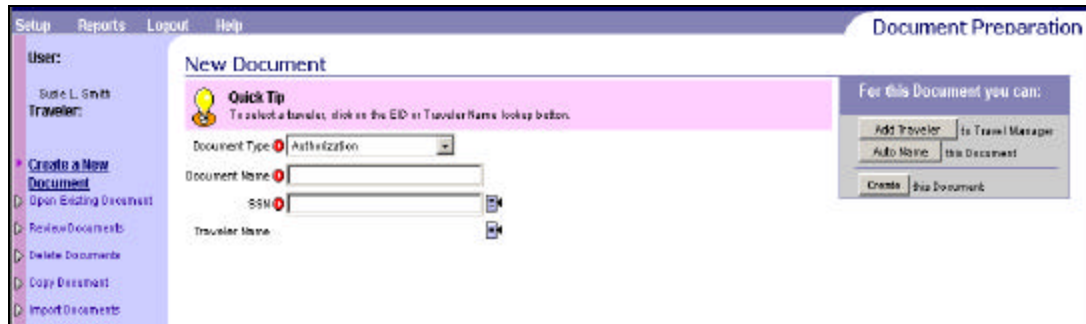 Setup Reports Logout Help
Document Preparation
User:
Susie L. Smith
Traveler:
Create a New
Document
Open Existing Document
Review Documents
Delete Documents
Copy Document
Import Documents
New Document
Quick Tip
To select a traveler, click on the EID or Traveler Name lookup button.
Document Type Authorization
Document Name
SSN
Traveler Name
For this Document you can:
Add Traveler to Travel Manager
Auto Name this Document
Create this Document